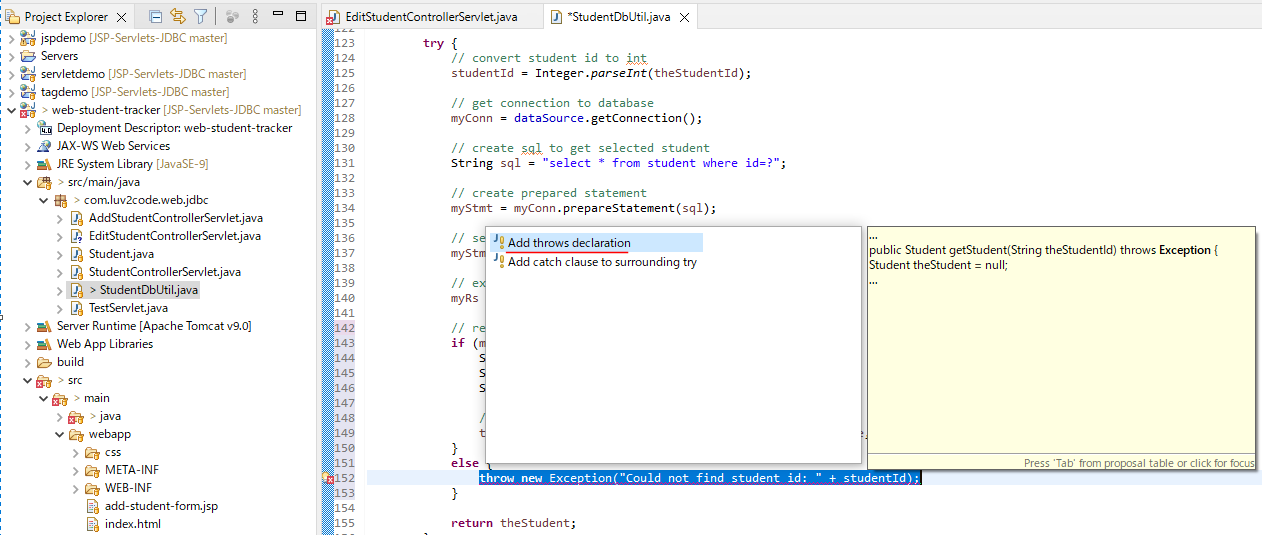 Project Explorer
jspdemo [JSP-Servlets-JDBC master]
Servers
servletdemo [JSP-Servlets-JDBC master]
tagdemo [JSP-Servlets-JDBC master]
> web-student-tracker [JSP-Servlets-JDBC master]
Deployment Descriptor: web-student-tracker
JAX-WS Web Services
JRE System Library [JavaSE-9]
> src/main/java
> com.luv2code.web.jdbc
AddStudentControllerServlet.java
EditStudentControllerServlet.java
Student.java
StudentControllerServlet.java
> StudentDbUtil.java
TestServlet.java
Server Runtime [Apache Tomcat v9.0]
Web App Libraries
build
> src
> main
> java
webapp
css
META-INF
WEB-INF
add-student-form.jsp
index.html
EditStudentControllerServlet.java
*StudentDbUtil.java
123 try {
124 // convert student id to int
125 studentId = Integer.parseInt(theStudentId);
126
127 // get connection to database
128 myConn = dataSource.getConnection();
129
130 // create sql to get selected student
131 String sql = "select * from student where id=?";
132
133 // create prepared statement
134 myStmt = myConn.prepareStatement(sql);
135
136 // se
137 myStm
138
139 // ex
140 myRs
141
142 // re
143 if (m
144 S
145 S
146 S
147
148 /
149 t
150 }
151 else {
152 throw new Exception("Could not find student id: " + studentId);
153 }
154
155 return theStudent;
Add throws declaration
Add catch clause to surrounding try
...
public Student getStudent(String theStudentId) throws Exception {
Student theStudent = null;
...
Press 'Tab' from proposal table or click for focus